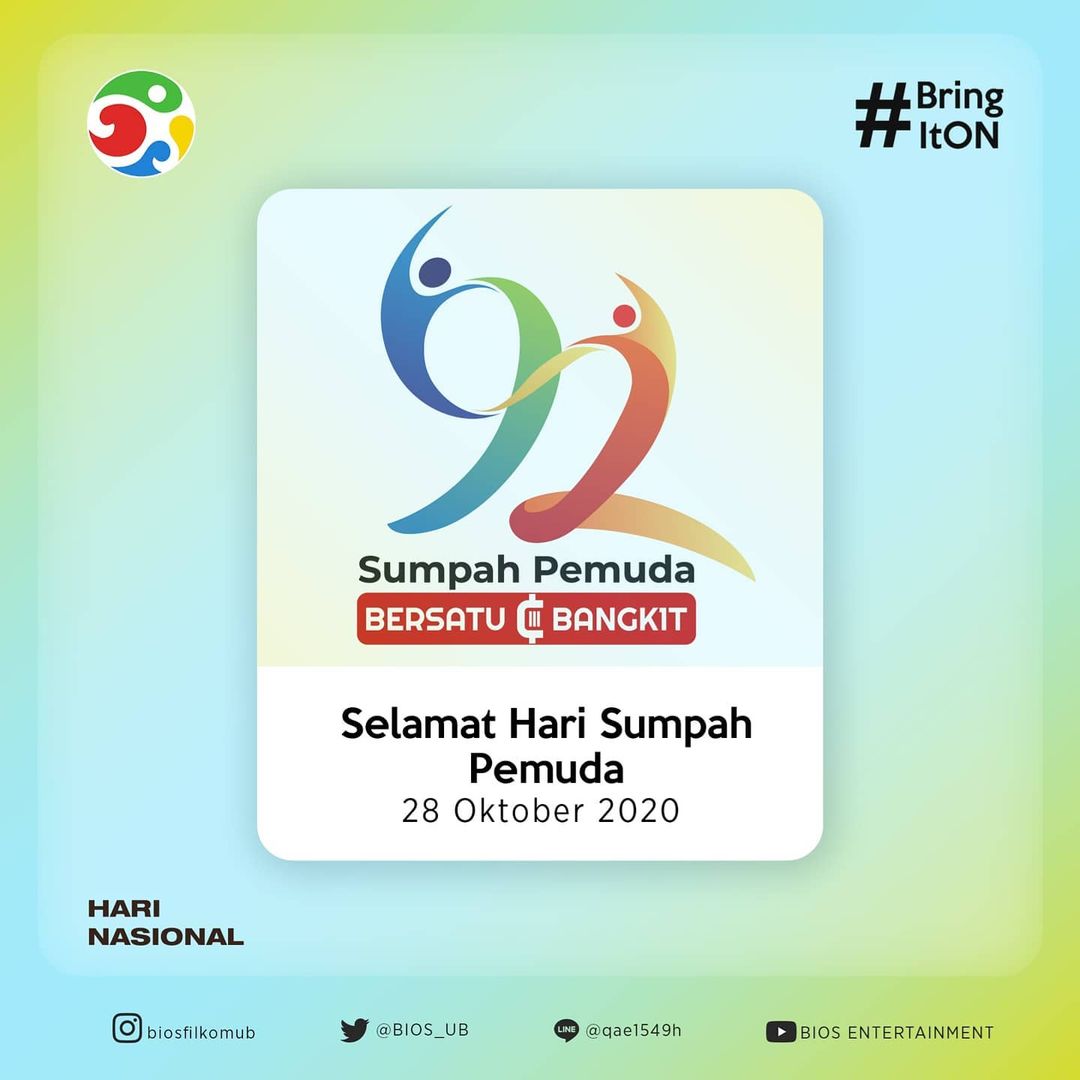 #Bring
ItON
92
Sumpah Pemuda
BERSATU BANGKIT
Selamat Hari Sumpah
Pemuda
28 Oktober 2020
HARI
NASIONAL
biosfilkomub
@BIOS_UB
LINE
@qae1549h
BIOS ENTERTAINMENT